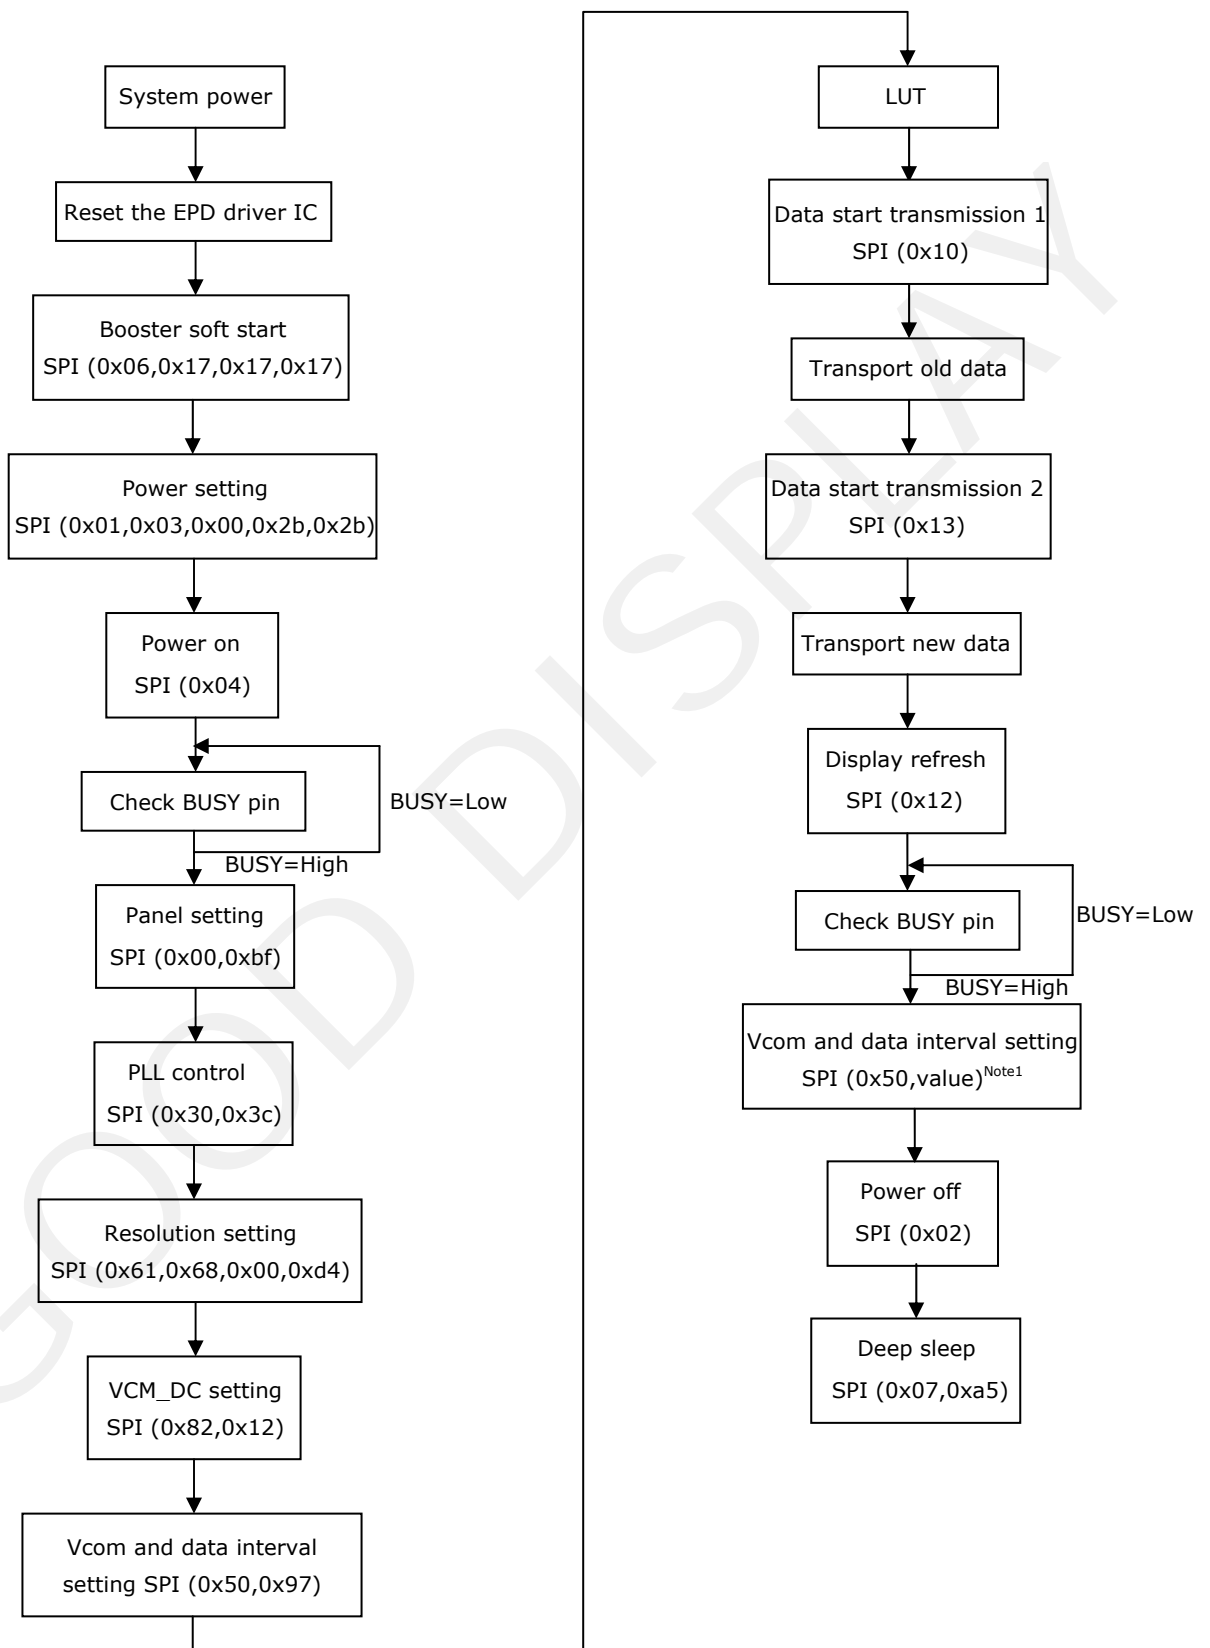 System power
Reset the EPD driver IC
Booster soft start
SPI (0x06,0x17,0x17,0x17)
Power setting
SPI (0x01,0x03,0x00,0x2b,0x2b)
Power on
SPI (0x04)
Check BUSY pin
BUSY=Low
BUSY=High
Panel setting
SPI (0x00,0xbf)
PLL control
SPI (0x30,0x3c)
Resolution setting
SPI (0x61,0x68,0x00,0xd4)
VCM_DC setting
SPI (0x82,0x12)
Vcom and data interval
setting SPI (0x50,0x97)
LUT
Data start transmission 1
SPI (0x10)
Transport old data
Data start transmission 2
SPI (0x13)
Transport new data
Display refresh
SPI (0x12)
Check BUSY pin
BUSY=Low
BUSY=High
Vcom and data interval setting
SPI (0x50,value)Note1
Power off
SPI (0x02)
Deep sleep
SPI (0x07,0xa5)
GOOD DISPLAY